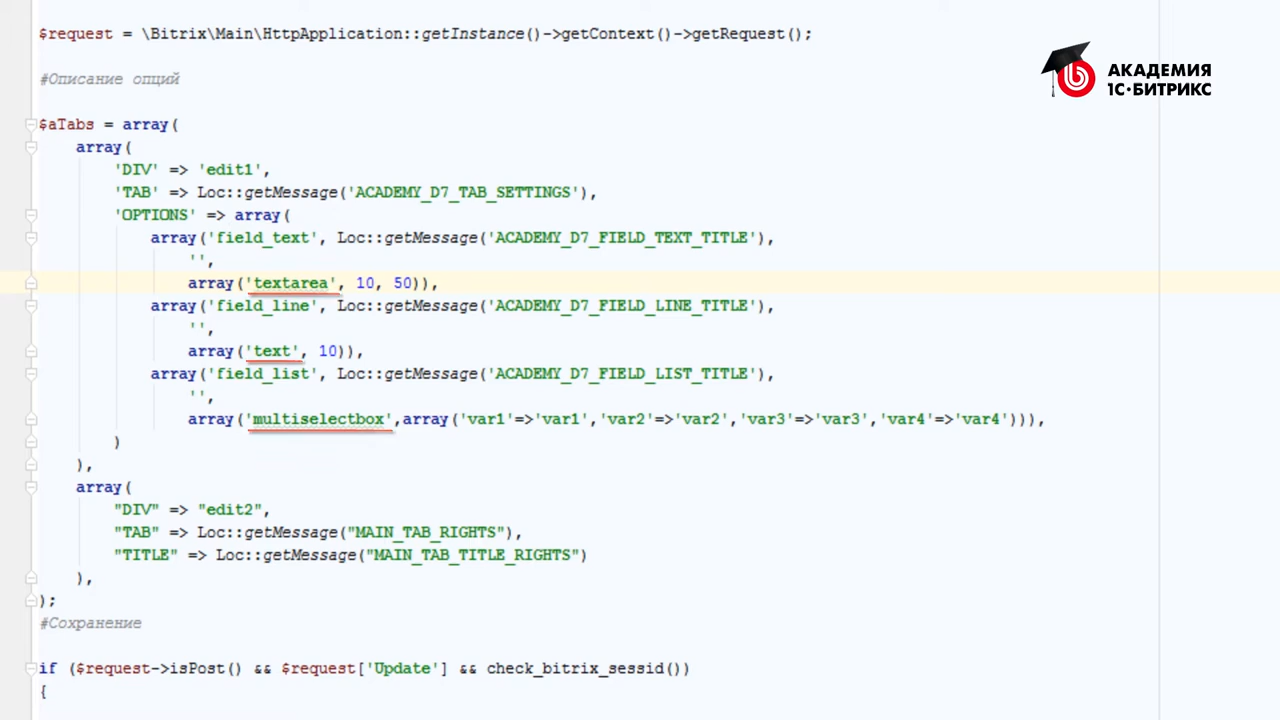 $request = \Bitrix\Main\HttpApplication::getInstance()->getContext()->getRequest();
АКАДЕМИЯ
1С·БИТРИКС
#Описание опций
$aTabs = array(
array(
'DIV' => 'edit1',
'TAB' => Loc::getMessage('ACADEMY_D7_TAB_SETTINGS'),
'OPTIONS' => array(
array('field_text', Loc::getMessage('ACADEMY_D7_FIELD_TEXT_TITLE'),
'',
array('textarea', 10, 50)),
array('field_line', Loc::getMessage('ACADEMY_D7_FIELD_LINE_TITLE'),
'',
array('text', 10)),
array('field_list', Loc::getMessage('ACADEMY_D7_FIELD_LIST_TITLE'),
'',
array('multiselectbox',array('var1'=>'var1','var2'=>'var2','var3'=>'var3','var4'=>'var4'))),
)
),
array(
"DIV" => "edit2",
"TAB" => Loc::getMessage("MAIN_TAB_RIGHTS"),
"TITLE" => Loc::getMessage("MAIN_TAB_TITLE_RIGHTS")
),
);
#Сохранение
if ($request->isPost() && $request['Update'] && check_bitrix_sessid())
{